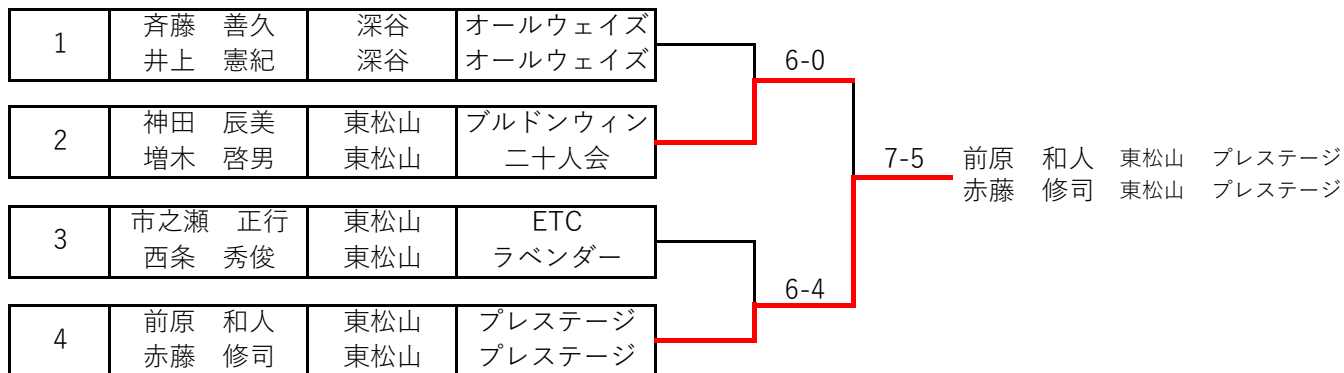 1 斉藤　善久 深谷 オールウェイズ
井上　憲紀 深谷 オールウェイズ
6-0
2 神田　辰美 東松山 ブルドンウィン
増木　啓男 東松山 二十人会
7-5 前原　和人 東松山 プレステージ
赤藤　修司 東松山 プレステージ
3 市之瀬　正行 東松山 ETC
西条　秀俊 東松山 ラベンダー
6-4
4 前原　和人 東松山 プレステージ
赤藤　修司 東松山 プレステージ